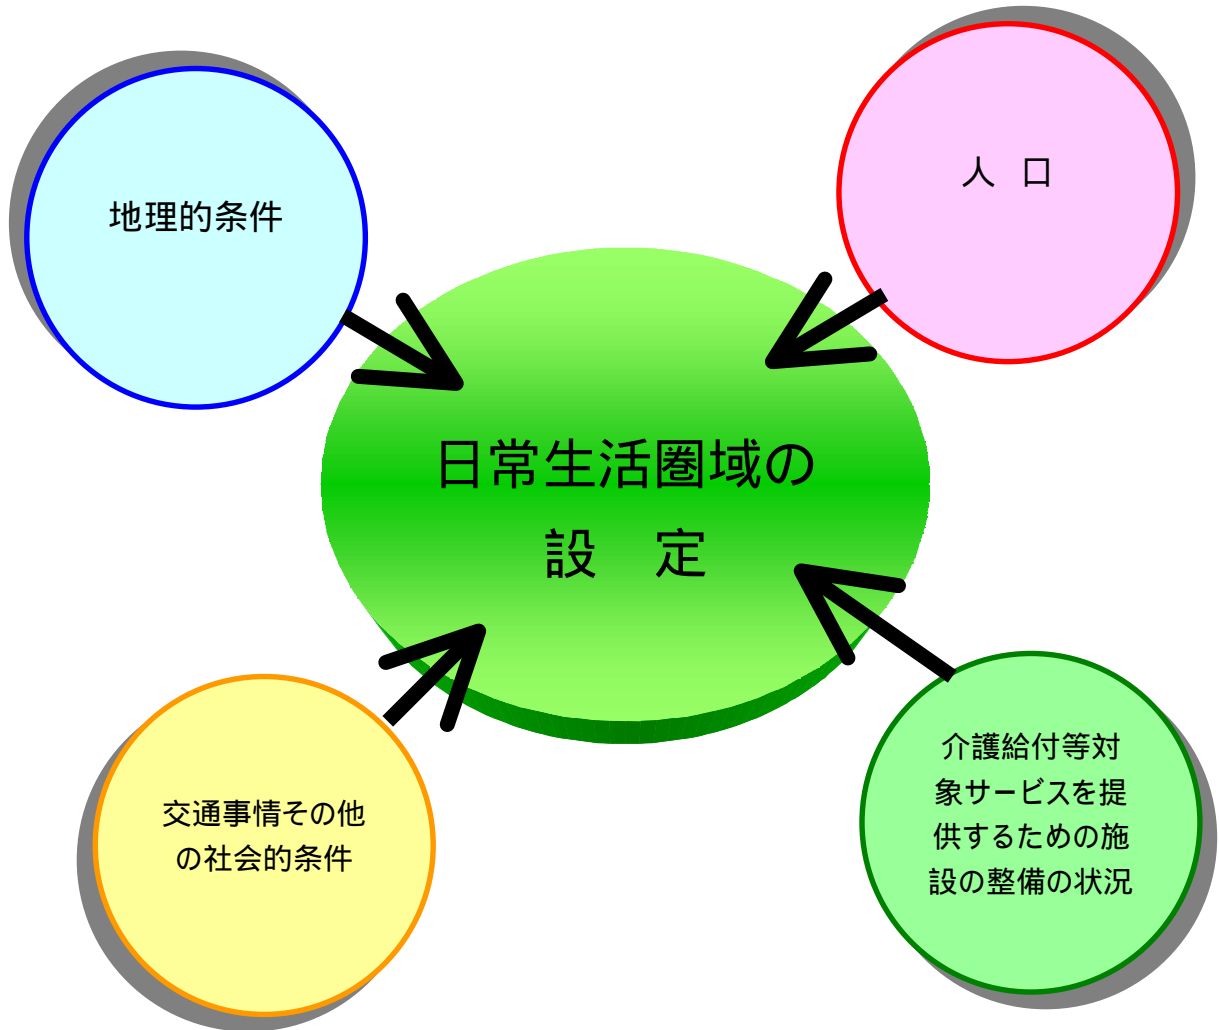 地理的条件
人　口
日常生活圏域の
設　定
交通事情その他
の社会的条件
介護給付等対
象サービスを提
供するための施
設の整備の状況